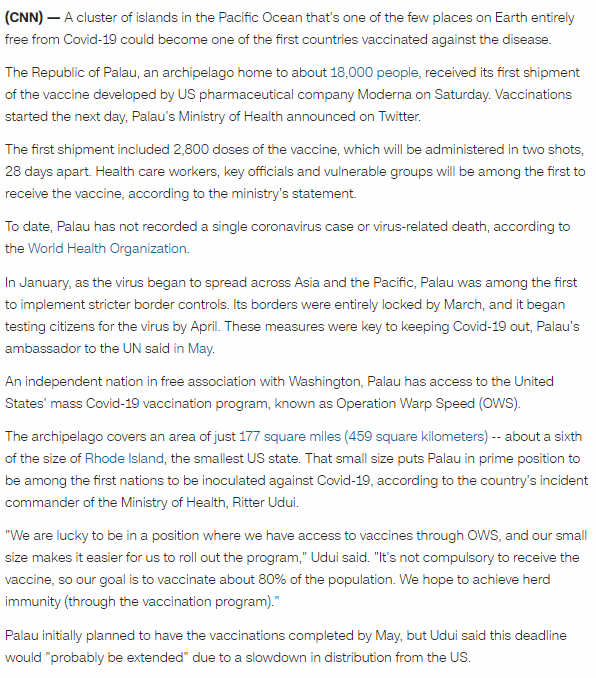 (CNN) — A cluster of islands in the Pacific Ocean that's one of the few places on Earth entirely
free from Covid-19 could become one of the first countries vaccinated against the disease.
The Republic of Palau, an archipelago home to about 18,000 people, received its first shipment
of the vaccine developed by US pharmaceutical company Moderna on Saturday. Vaccinations
started the next day, Palau's Ministry of Health announced on Twitter.
The first shipment included 2,800 doses of the vaccine, which will be administered in two shots,
28 days apart. Health care workers, key officials and vulnerable groups will be among the first to
receive the vaccine, according to the ministry's statement.
To date, Palau has not recorded a single coronavirus case or virus-related death, according to
the World Health Organization.
In January, as the virus began to spread across Asia and the Pacific, Palau was among the first
to implement stricter border controls. Its borders were entirely locked by March, and it began
testing citizens for the virus by April. These measures were key to keeping Covid-19 out, Palau's
ambassador to the UN said in May.
An independent nation in free association with Washington, Palau has access to the United
States' mass Covid-19 vaccination program, known as Operation Warp Speed (OWS).
The archipelago covers an area of just 177 square miles (459 square kilometers) -- about a sixth
of the size of Rhode Island, the smallest US state. That small size puts Palau in prime position to
be among the first nations to be inoculated against Covid-19, according to the country's incident
commander of the Ministry of Health, Ritter Udui.
"We are lucky to be in a position where we have access to vaccines through OWS, and our small
size makes it easier for us to roll out the program," Udui said. "It's not compulsory to receive the
vaccine, so our goal is to vaccinate about 80% of the population. We hope to achieve herd
immunity (through the vaccination program)."
Palau initially planned to have the vaccinations completed by May, but Udui said this deadline
would "probably be extended" due to a slowdown in distribution from the US.